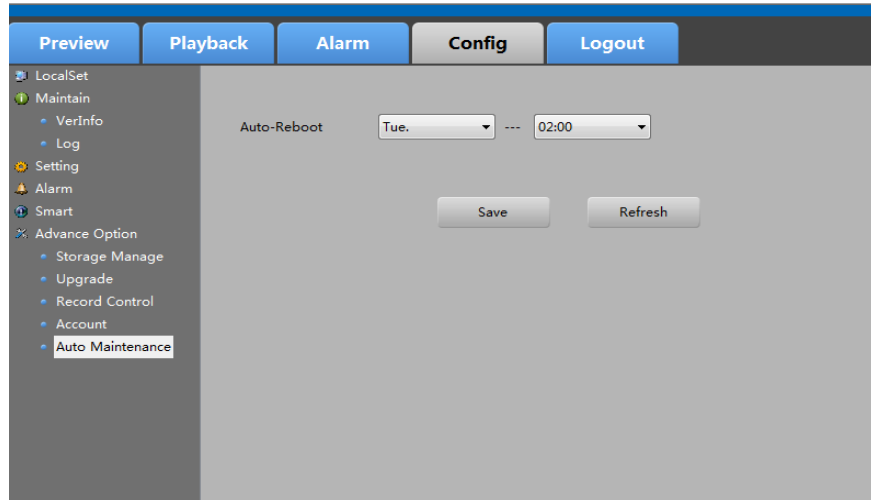 Preview Playback Alarm Config Logout
LocalSet
Maintain
VerInfo
Log
Setting
Alarm
Smart
Advance Option
Storage Manage
Upgrade
Record Control
Account
Auto Maintenance
Auto-Reboot Tue. --- 02:00
Save Refresh